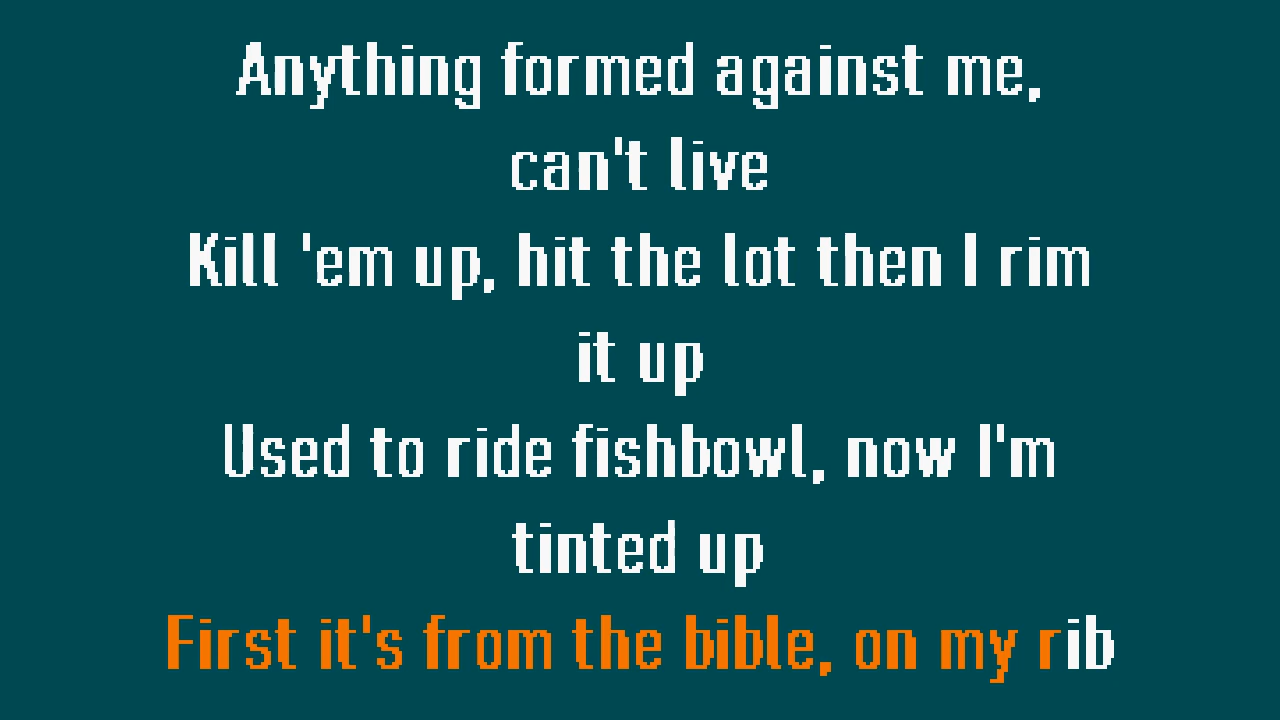 Anything formed against me,
can't live
Kill 'em up, hit the lot then I rim
it up
Used to ride fishbowl, now I'm
tinted up
First it's from the bible, on my rib